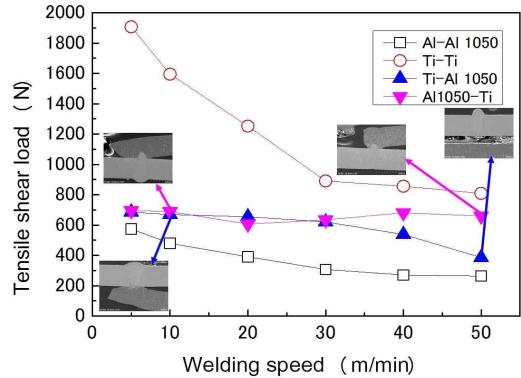 2000
1800
1600
1400
1200
1000
800
600
400
200
0
Tensile shear load (N)
Al-Al 1050
Ti-Ti
Ti-Al 1050
Al1050-Ti
0 10 20 30 40 50
Welding speed (m/min)